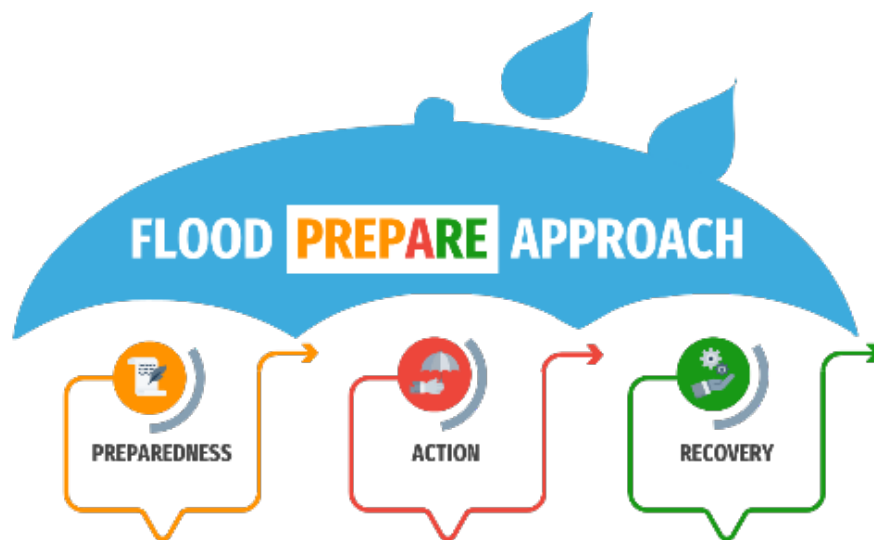 FLOOD PREPARE APPROACH
PREPAREDNESS
ACTION
RECOVERY